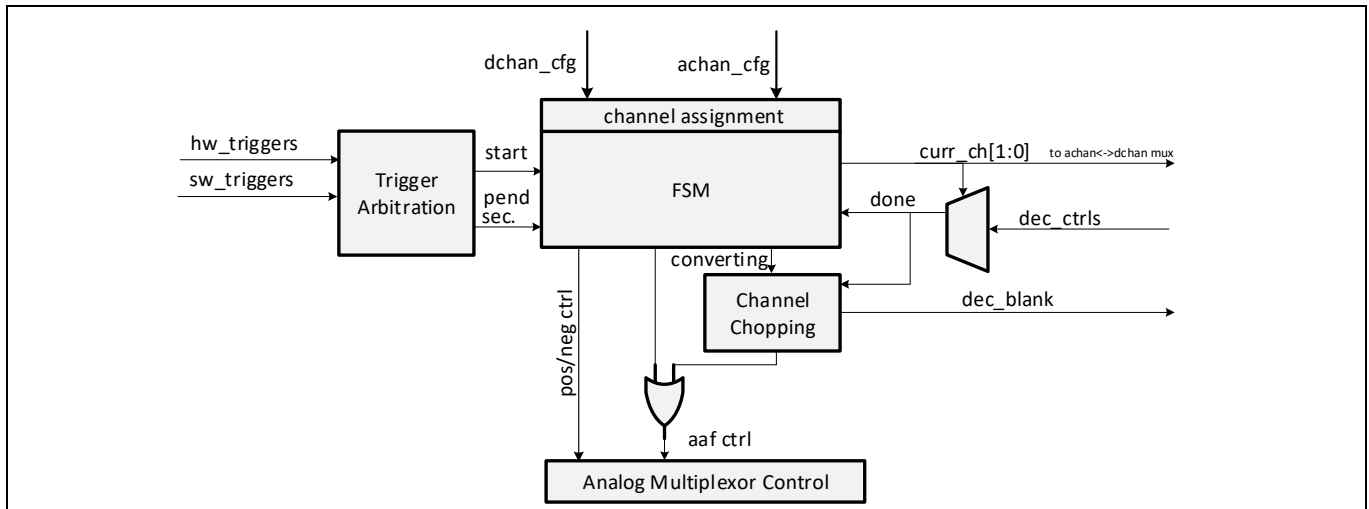 dchan_cfg
achan_cfg
channel assignment
hw_triggers
sw_triggers
Trigger
Arbitration
start
pend
sec.
FSM
curr_ch[1:0]
to achan<->dchan mux
done
dec_ctrls
converting
Channel
Chopping
dec_blank
pos/neg ctrl
aaf ctrl
Analog Multiplexor Control